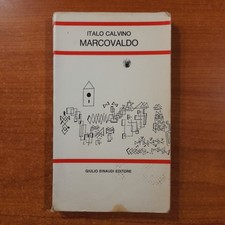 ITALO CALVINO
MARCOVALDO
GIULIO EINAUDI EDITORE